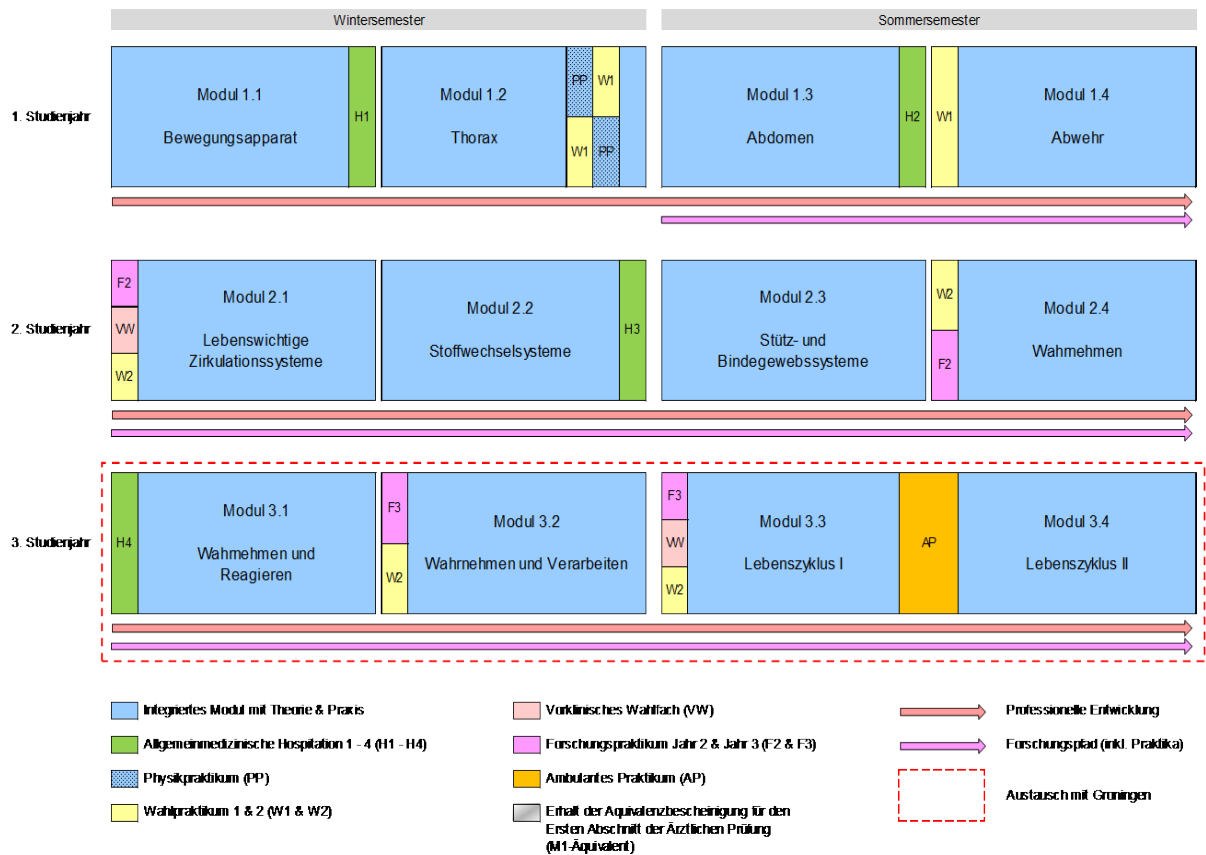 Wintersemester
Sommersemester
1. Studienjahr
Modul 1.1
Bewegungsapparat
H1
Modul 1.2
Thorax
PP
W1
W1
PP
Modul 1.3
Abdomen
H2
W1
Modul 1.4
Abwehr
2. Studienjahr
F2
VW
W2
Modul 2.1
Lebenswichtige
Zirkulationssysteme
Modul 2.2
Stoffwechselsysteme
H3
Modul 2.3
Stütz- und
Bindegewebssysteme
W2
F2
Modul 2.4
Wahrnehmen
3. Studienjahr
H4
Modul 3.1
Wahrnehmen und
Reagieren
F3
W2
Modul 3.2
Wahrnehmen und Verarbeiten
F3
VW
W2
Modul 3.3
Lebenszyklus I
AP
Modul 3.4
Lebenszyklus II
Integriertes Modul mit Theorie & Praxis
Allgemeinmedizinische Hospitation 1 - 4 (H1 - H4)
Physikpraktikum (PP)
Wahlpraktikum 1 & 2 (W1 & W2)
Vorklinisches Wahlfach (VW)
Forschungspraktikum Jahr 2 & Jahr 3 (F2 & F3)
Ambulantes Praktikum (AP)
Erhalt der Äquivalenzbescheinigung für den
Ersten Abschnitt der Ärztlichen Prüfung
(M1-Äquivalent)
Professionelle Entwicklung
Forschungspfad (inkl. Praktika)
Austausch mit Groningen